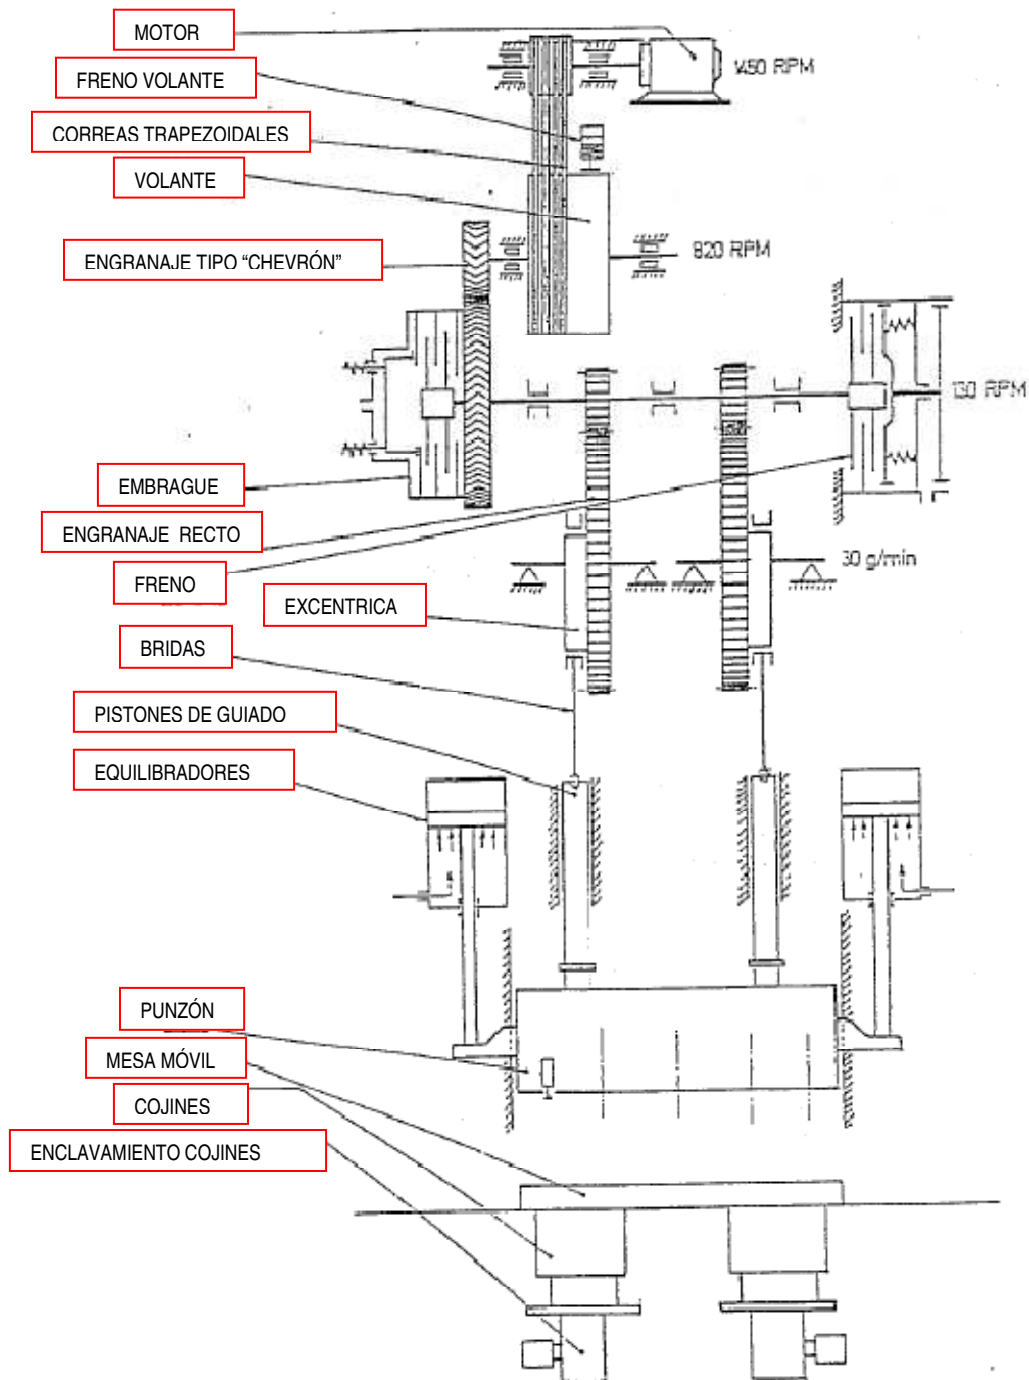 MOTOR
1450 RPM
FRENO VOLANTE
CORREAS TRAPEZOIDALES
VOLANTE
820 RPM
ENGRANAJE TIPO “CHEVRÓN”
130 RPM
EMBRAGUE
ENGRANAJE RECTO
30 g/min
FRENO
EXCENTRICA
BRIDAS
PISTONES DE GUIADO
EQUILIBRADORES
PUNZÓN
MESA MÓVIL
COJINES
ENCLAVAMIENTO COJINES